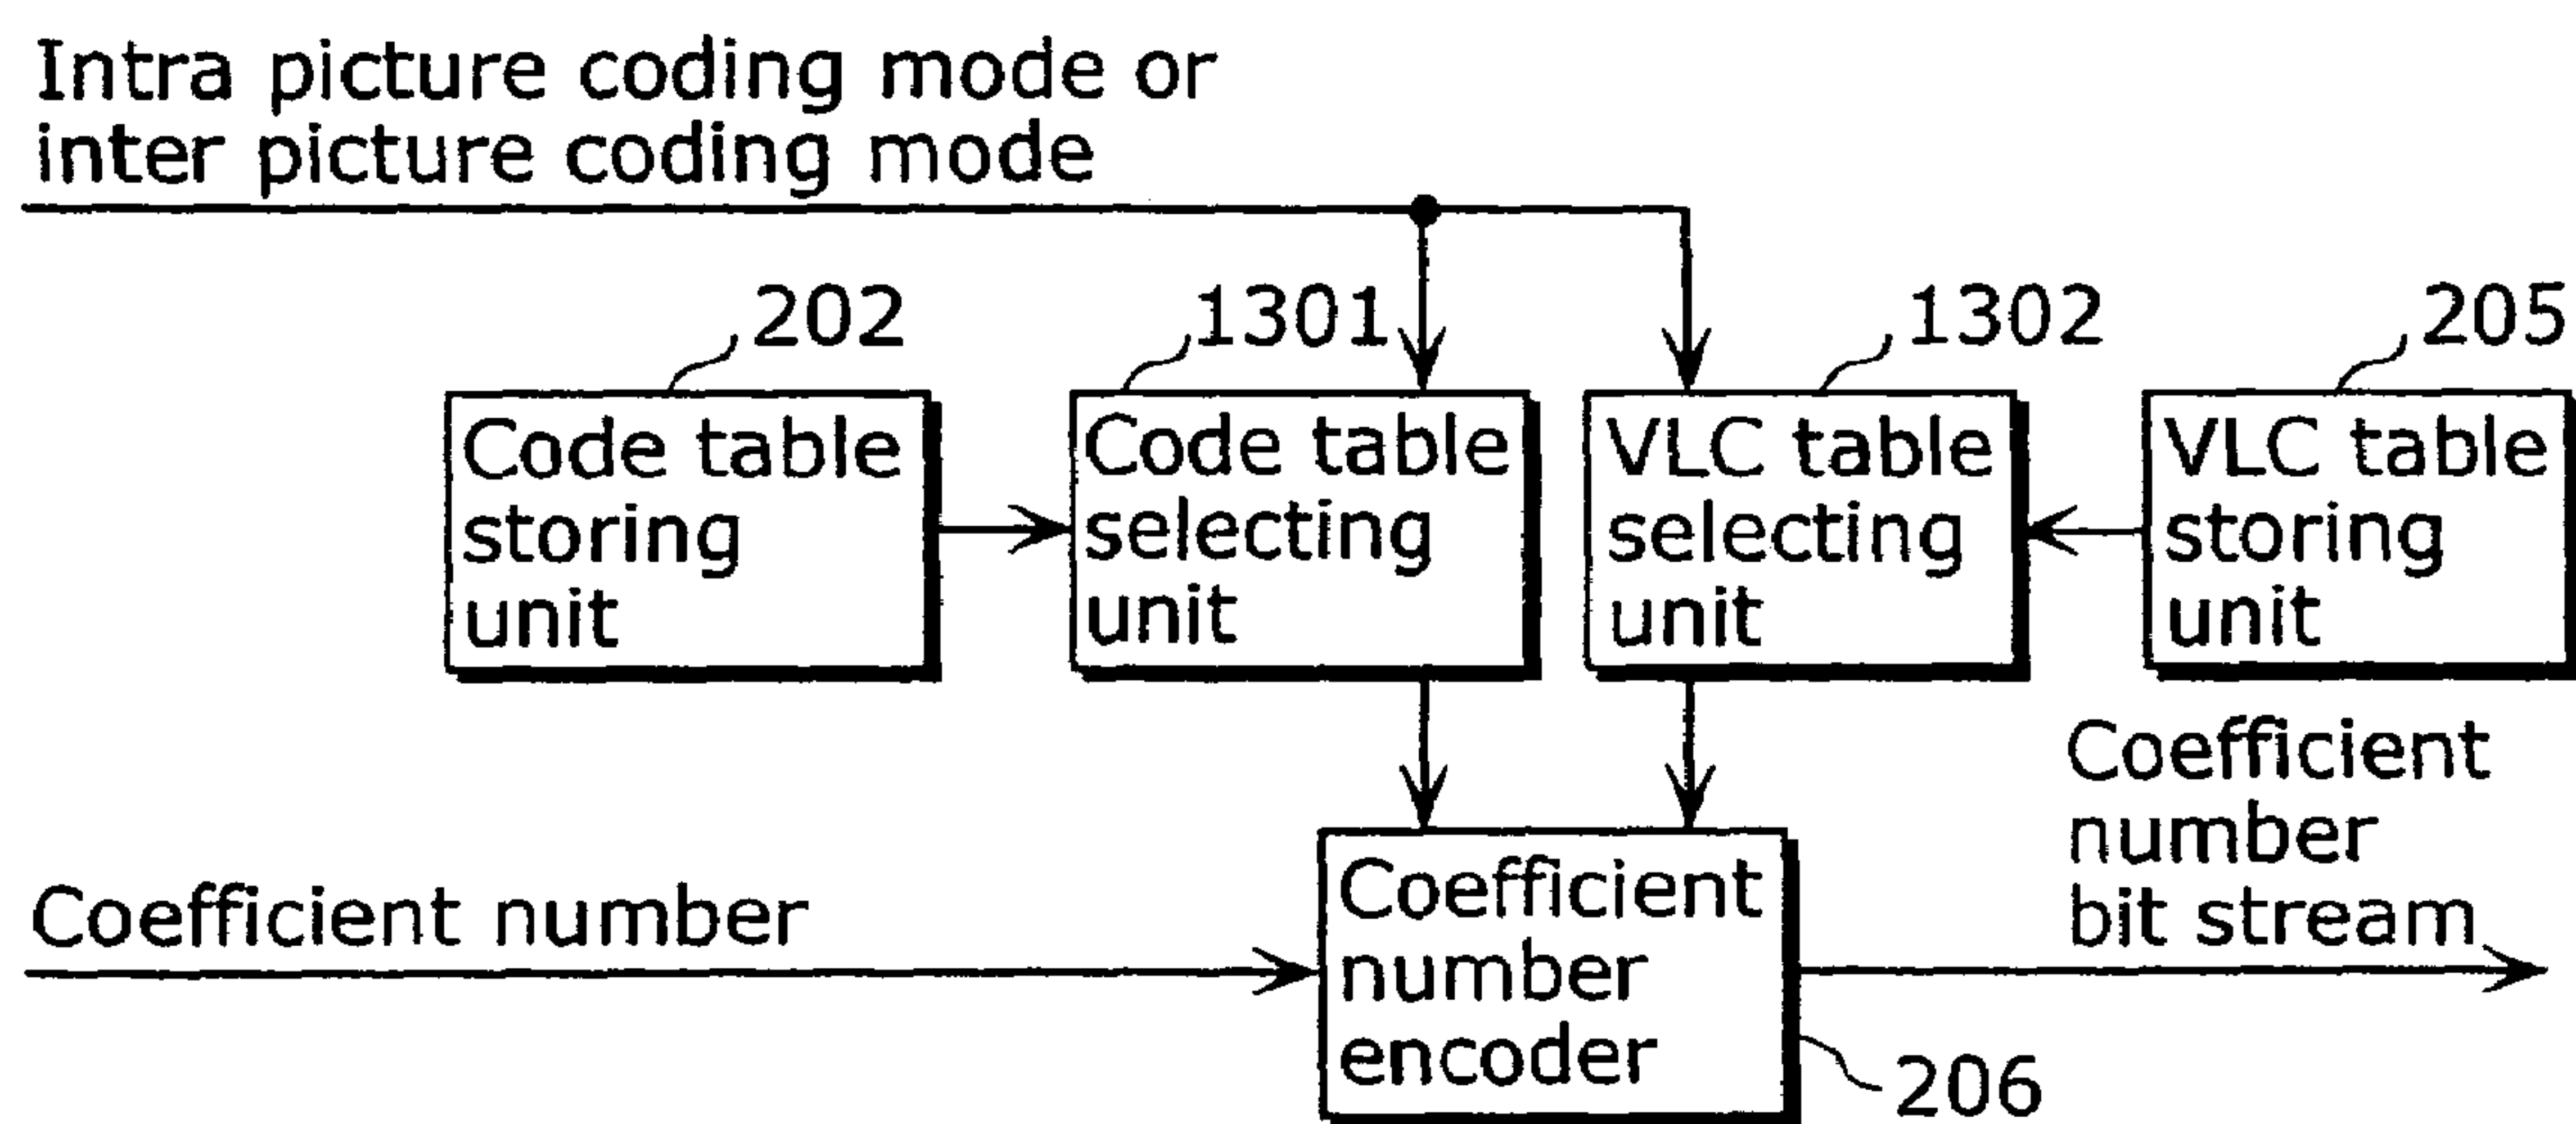 Intra picture coding mode or
inter picture coding mode
202
1301
1302
205
Code table
storing
unit
Code table
selecting
unit
VLC table
selecting
unit
VLC table
storing
unit
Coefficient
number
bit stream
Coefficient number
Coefficient
number
encoder
206